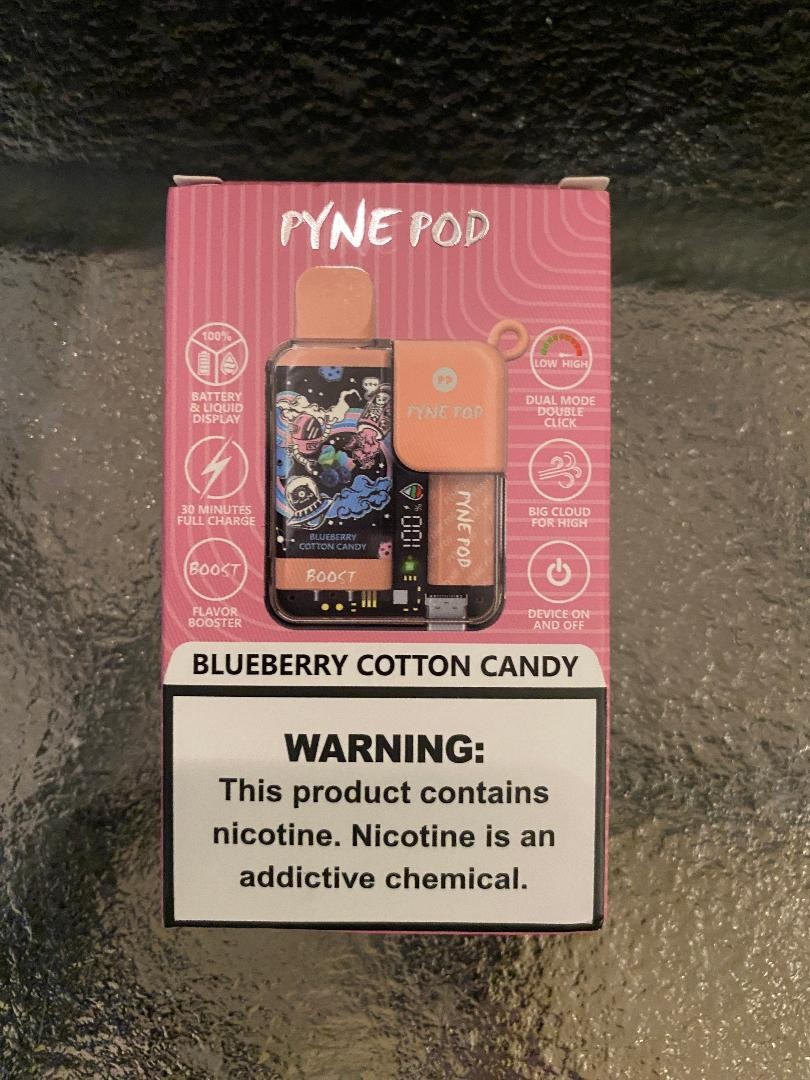 PYNE POD
100%
BATTERY
& LIQUID
DISPLAY
30 MINUTES
FULL CHARGE
BOOST
FLAVOR
BOOSTER
PP
PYNE POD
BLUEBERRY
COTTON CANDY
BOOST
100%
PYNE POD
LOW HIGH
DUAL MODE
DOUBLE
CLICK
BIG CLOUD
FOR HIGH
DEVICE ON
AND OFF
BLUEBERRY COTTON CANDY
WARNING:
This product contains
nicotine. Nicotine is an
addictive chemical.